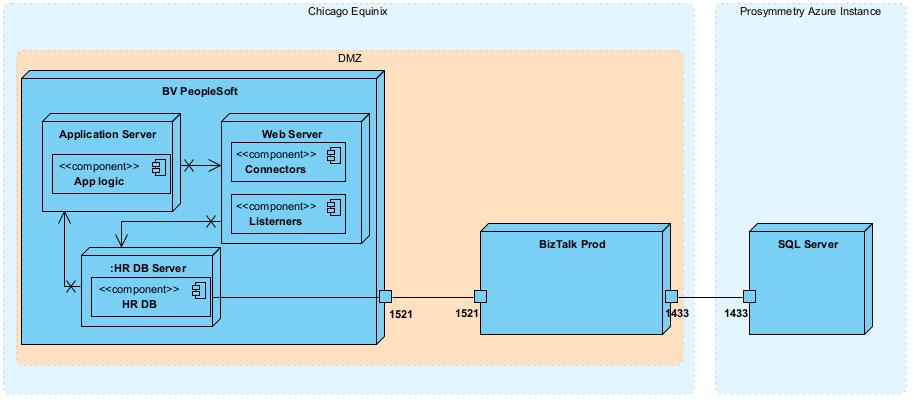 Chicago Equinix
Prosymmetry Azure Instance
DMZ
BV PeopleSoft
Application Server
<<component>>
App logic
Web Server
<<component>>
Connectors
<<component>>
Listerners
:HR DB Server
<<component>>
HR DB
1521
1521
BizTalk Prod
1433
1433
SQL Server